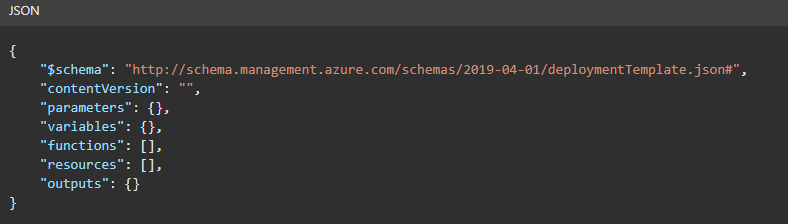 JSON
{
"$schema": "http://schema.management.azure.com/schemas/2019-04-01/deploymentTemplate.json#",
"contentVersion": "",
"parameters": {},
"variables": {},
"functions": [],
"resources": [],
"outputs": {}
}